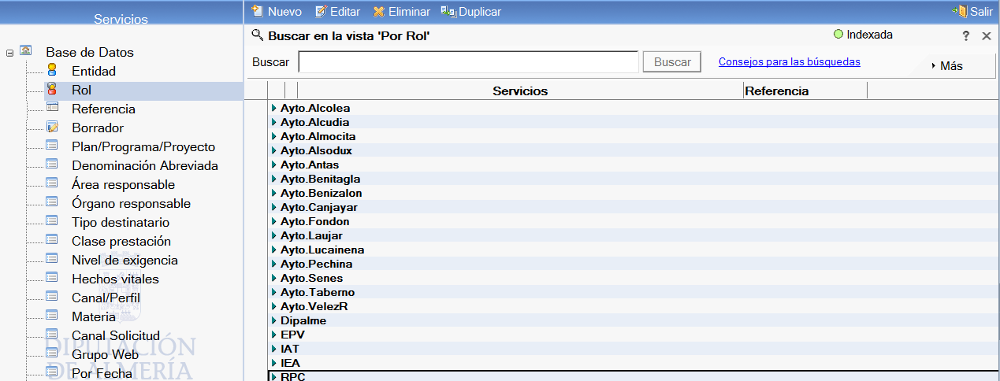 Servicios
Nuevo Editar Eliminar Duplicar Salir
Buscar en la vista 'Por Rol' Indexada ?
Buscar Buscar Consejos para las búsquedas Más
Servicios Referencia
Base de Datos
Entidad
Rol
Referencia
Borrador
Plan/Programa/Proyecto
Denominación Abreviada
Área responsable
Órgano responsable
Tipo destinatario
Clase prestación
Nivel de exigencia
Hechos vitales
Canal/Perfil
Materia
Canal Solicitud
Grupo Web
Por Fecha
DIPUTACIÓN
DE ALMERÍA
Ayto.Alcolea
Ayto.Alcudia
Ayto.Almocita
Ayto.Alsodux
Ayto.Antas
Ayto.Benitagla
Ayto.Benizalon
Ayto.Canjayar
Ayto.Fondon
Ayto.Laujar
Ayto.Lucainena
Ayto.Pechina
Ayto.Senes
Ayto.Taberno
Ayto.VelezR
Dipalme
EPV
IAT
IEA
RPC